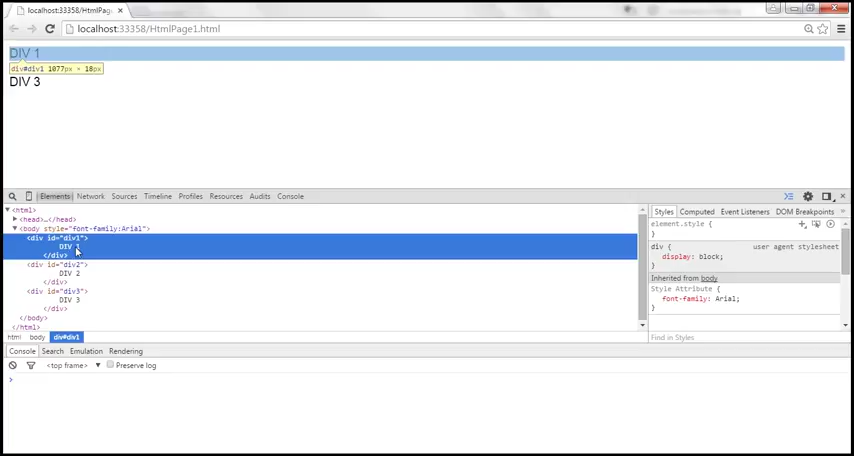 localhost:33358/HtmlPage1
localhost:33358/HtmlPage1.html
DIV 1
div#div1 1077px × 18px
DIV 3
Elements Network Sources Timeline Profiles Resources Audits Console
<html>
<head>…</head>
<body style="font-family:Arial">
<div id="div1">
DIV 1
</div>
<div id="div2">
DIV 2
</div>
<div id="div3">
DIV 3
</div>
</body>
</html>
html body div#div1
Styles Computed Event Listeners DOM Breakpoints
element.style {
}
div { user agent stylesheet
display: block;
}
Inherited from body
Style Attribute {
font-family: Arial;
}
Find in Styles
Console Search Emulation Rendering
<top frame> Preserve log